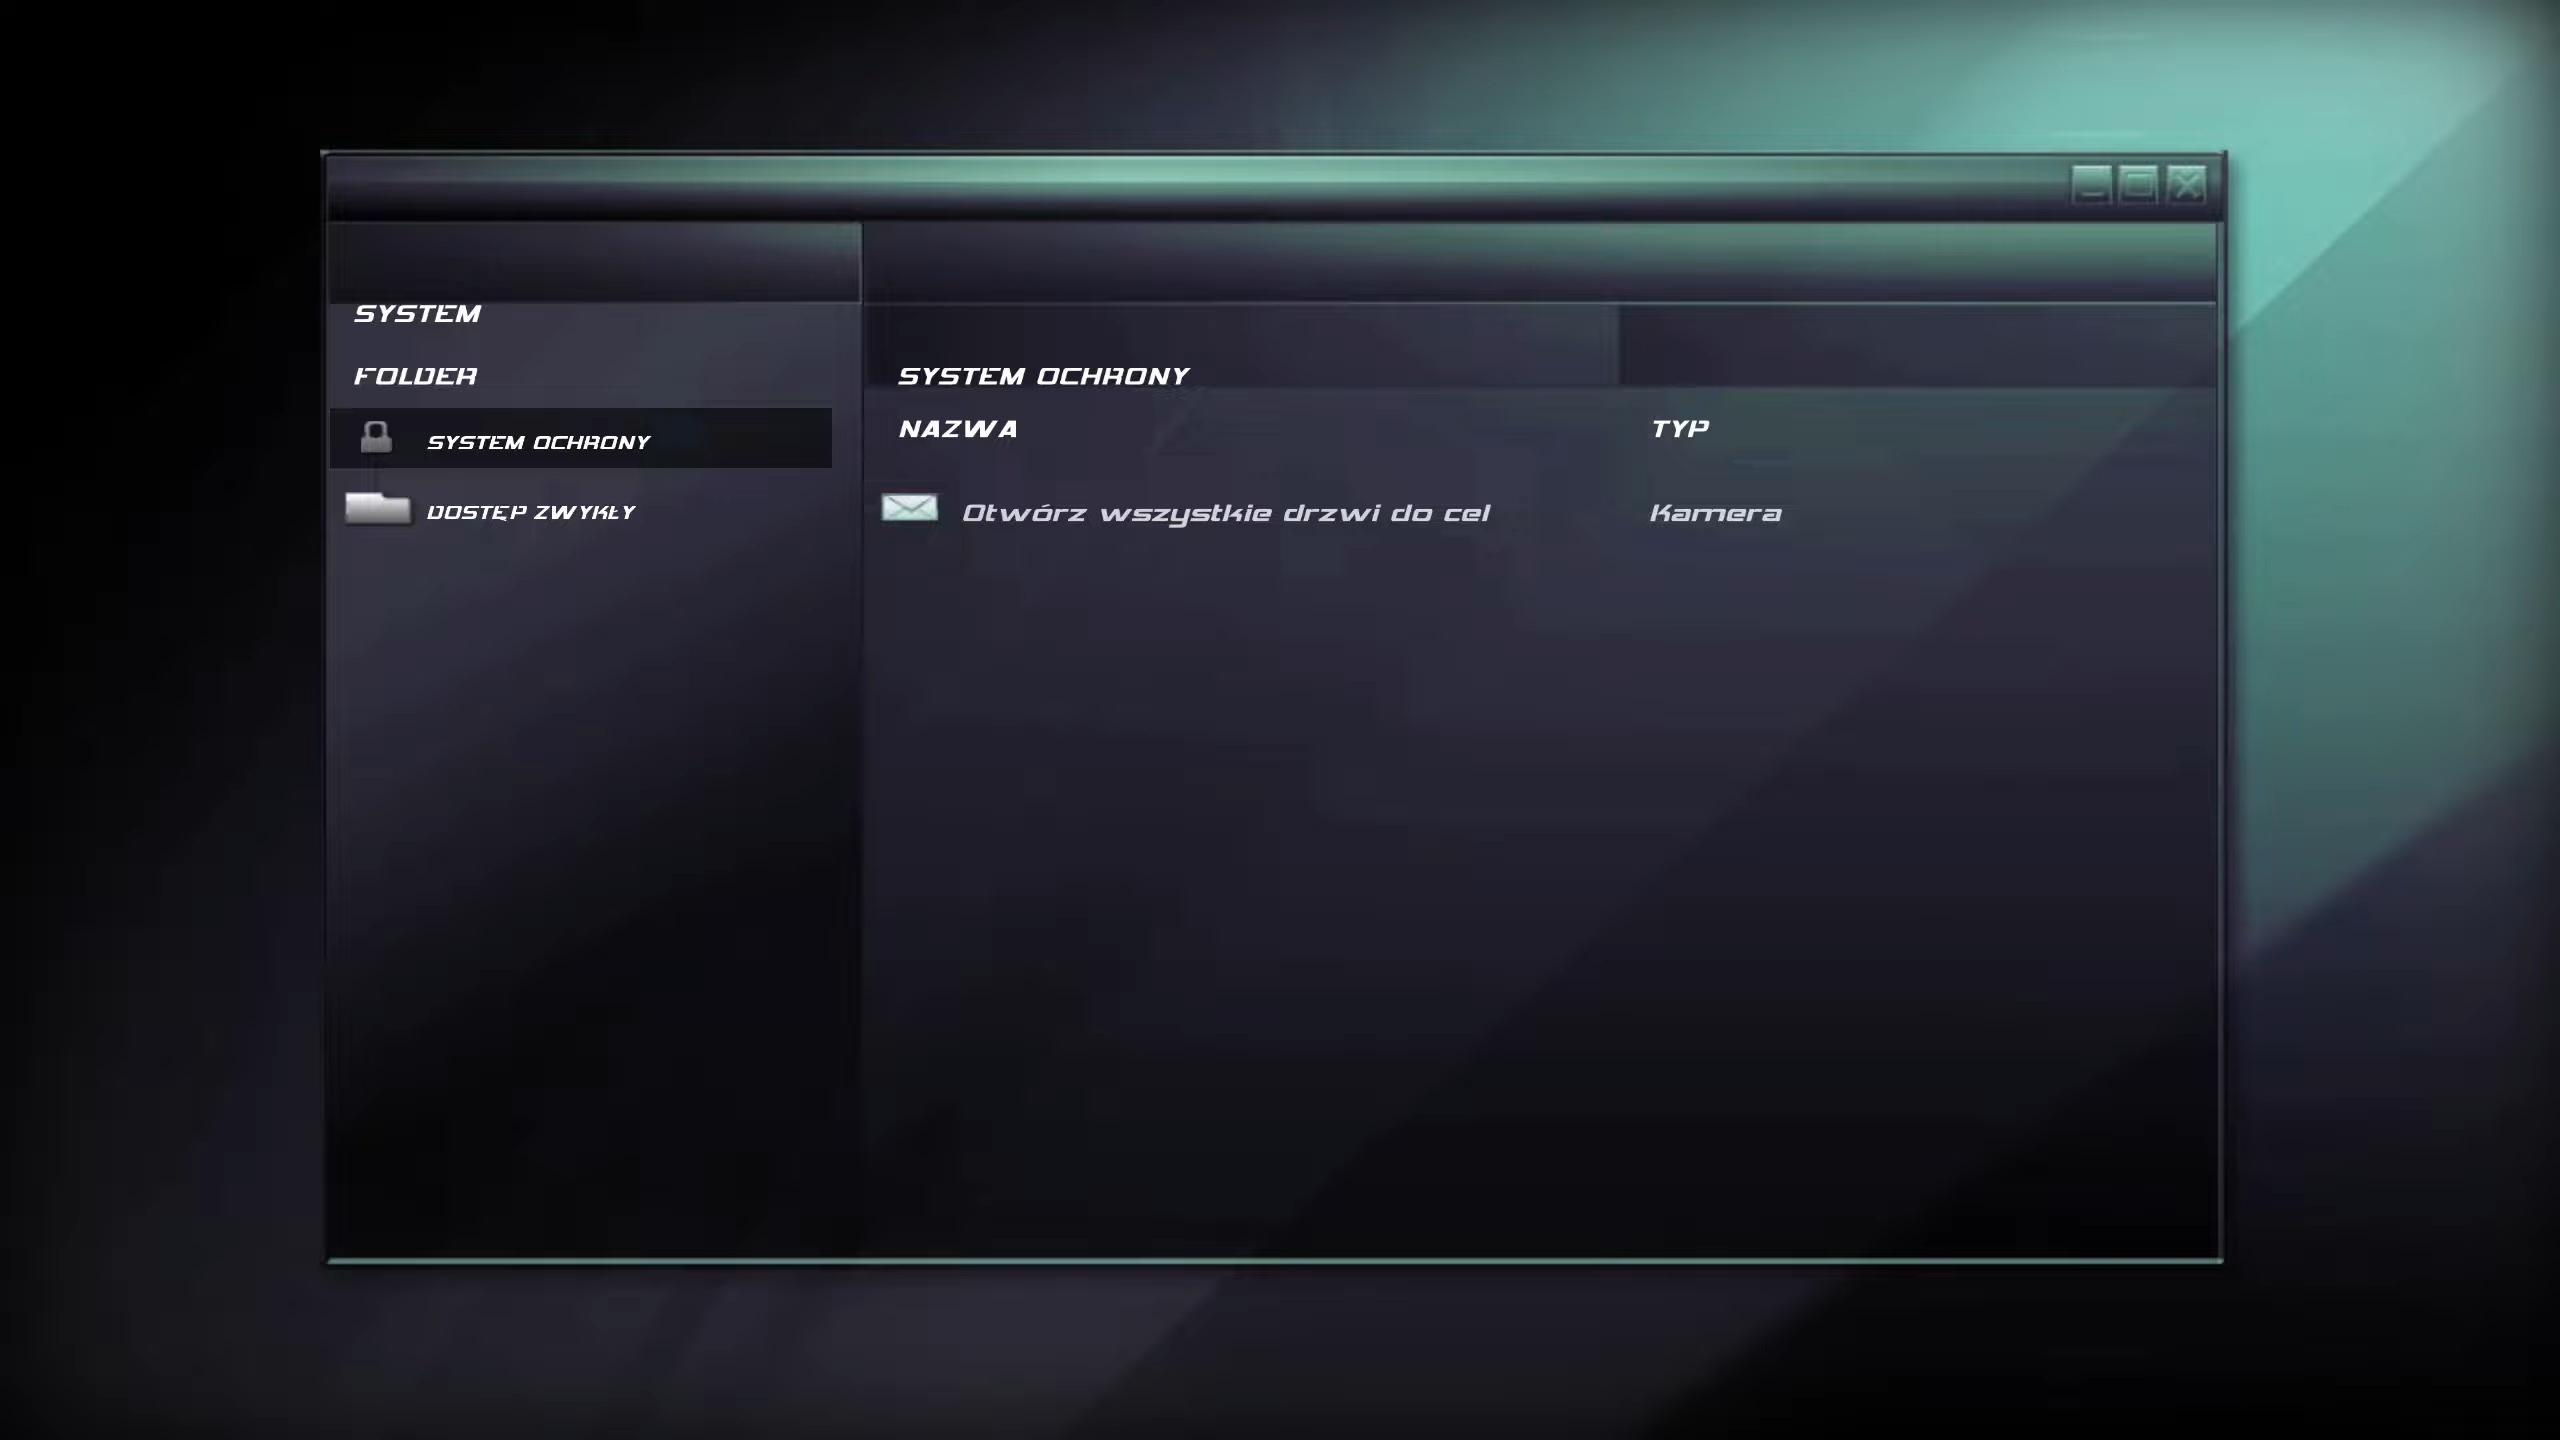 SYSTEM
FOLDER
SYSTEM OCHRONY
DOSTĘP ZWYKŁY
SYSTEM OCHRONY
NAZWA TYP
Otwórz wszystkie drzwi do cel Kamera